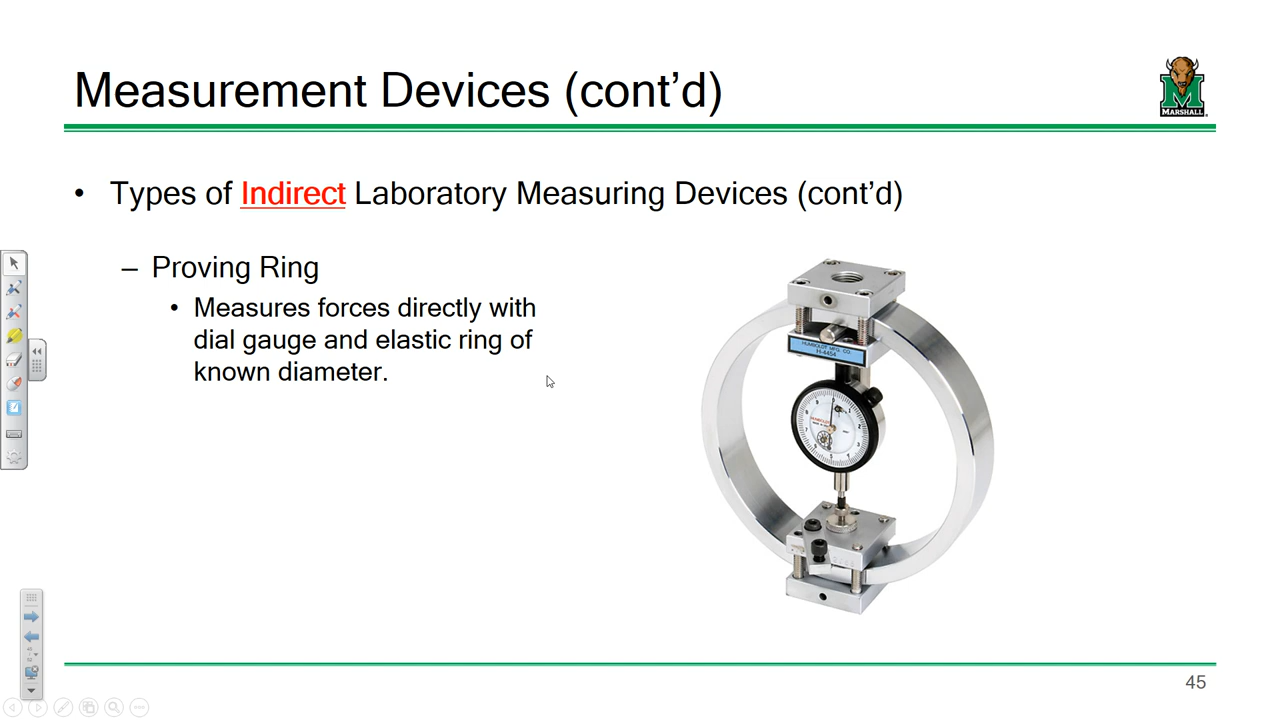 Measurement Devices (cont’d)
MARSHALL
• Types of Indirect Laboratory Measuring Devices (cont’d)
– Proving Ring
• Measures forces directly with
dial gauge and elastic ring of
known diameter.
HUMBOLDT MFG. CO.
H-4454
45